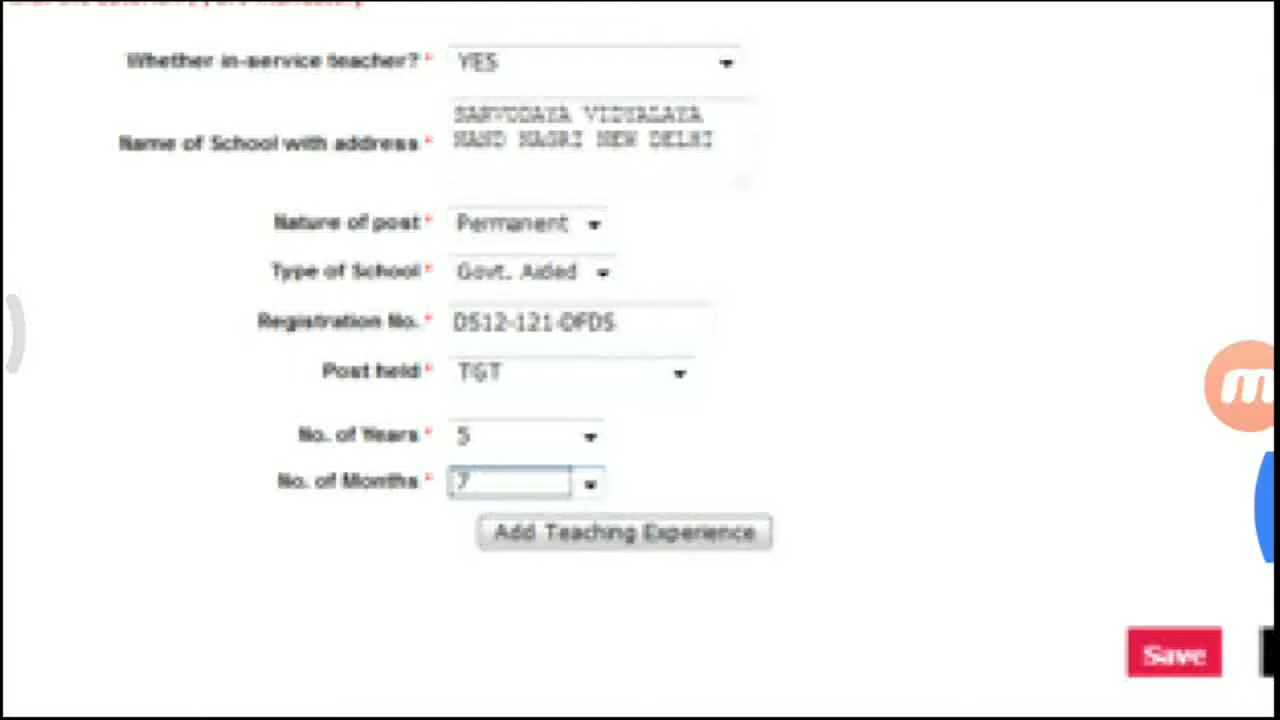 Whether in-service teacher? * YES
Name of School with address * SARVODAYA VIDYALAYA
NAND NAGRI NEW DELHI
Nature of post * Permanent
Type of School * Govt. Aided
Registration No. * DS12-121-DFDS
Post held * TGT
No. of Years * 5
No. of Months * 7
Add Teaching Experience
Save